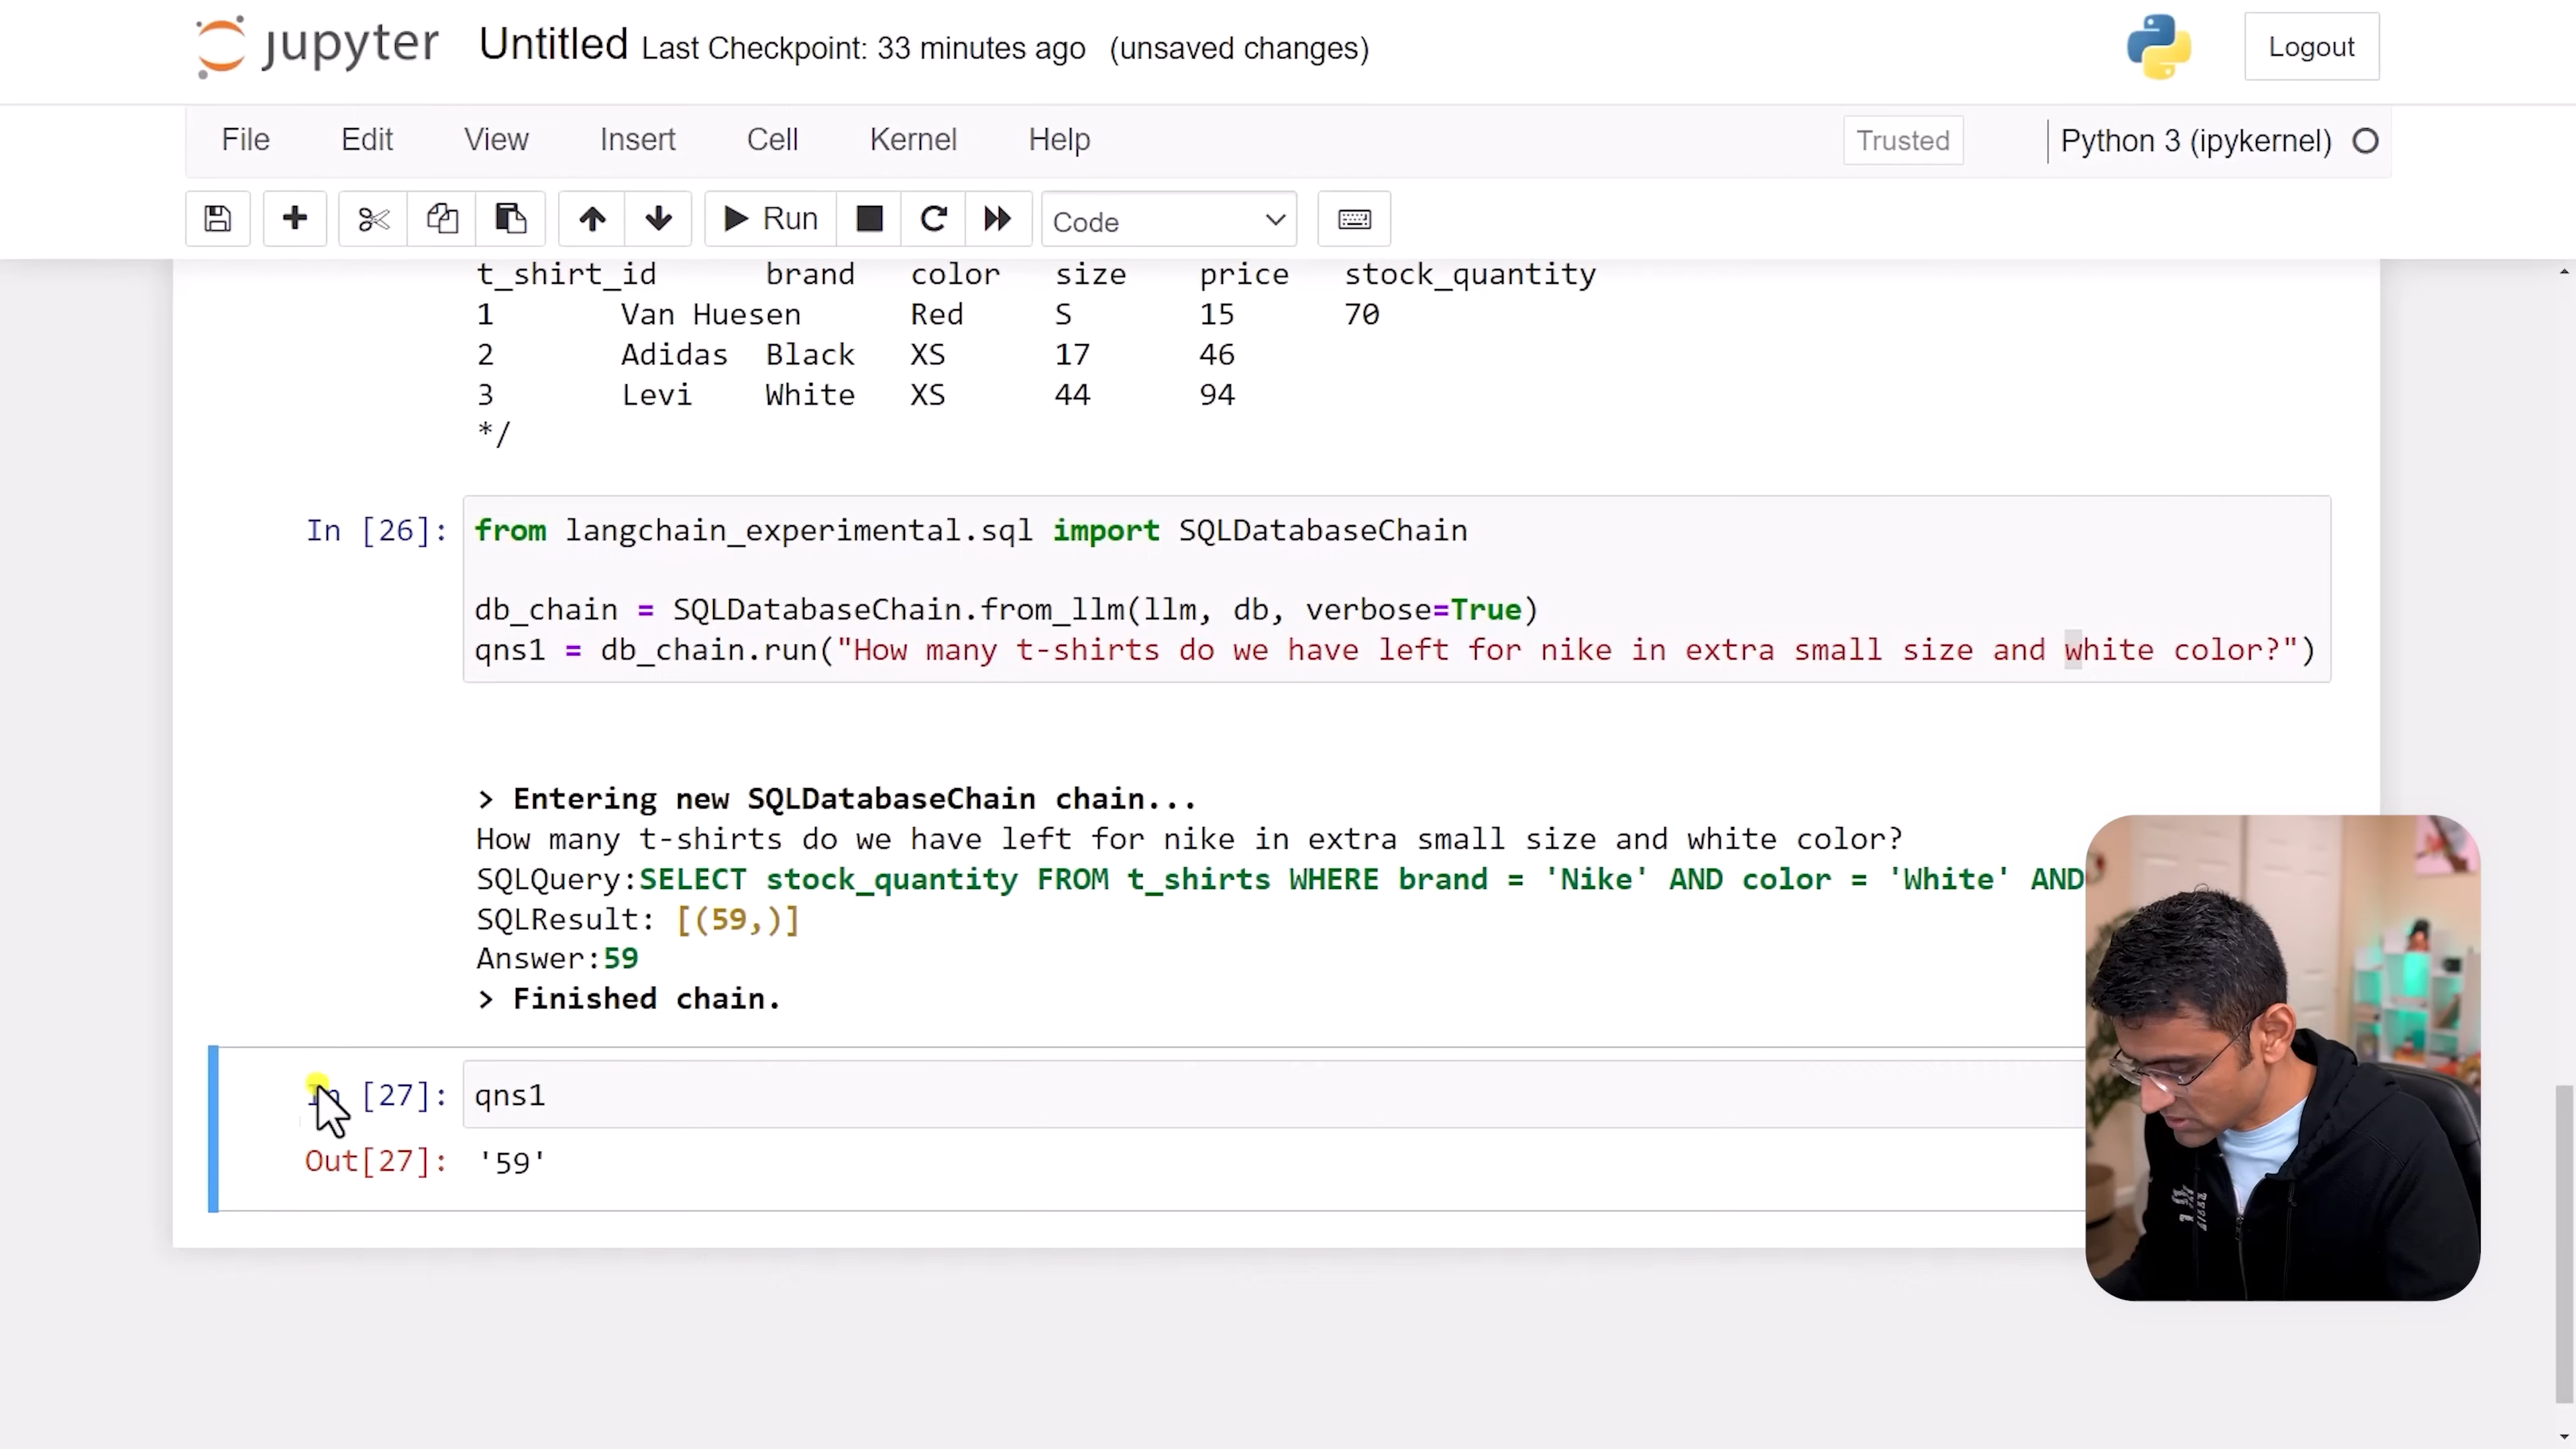 jupyter Untitled Last Checkpoint: 33 minutes ago (unsaved changes) Logout
File Edit View Insert Cell Kernel Help Trusted Python 3 (ipykernel)
Run Code
t_shirt_id brand color size price stock_quantity
1 Van Huesen Red S 15 70
2 Adidas Black XS 17 46
3 Levi White XS 44 94
*/
In [26]: from langchain_experimental.sql import SQLDatabaseChain
db_chain = SQLDatabaseChain.from_llm(llm, db, verbose=True)
qns1 = db_chain.run("How many t-shirts do we have left for nike in extra small size and white color?")
> Entering new SQLDatabaseChain chain...
How many t-shirts do we have left for nike in extra small size and white color?
SQLQuery:SELECT stock_quantity FROM t_shirts WHERE brand = 'Nike' AND color = 'White' AND
SQLResult: [(59,)]
Answer:59
> Finished chain.
In [27]: qns1
Out[27]: '59'